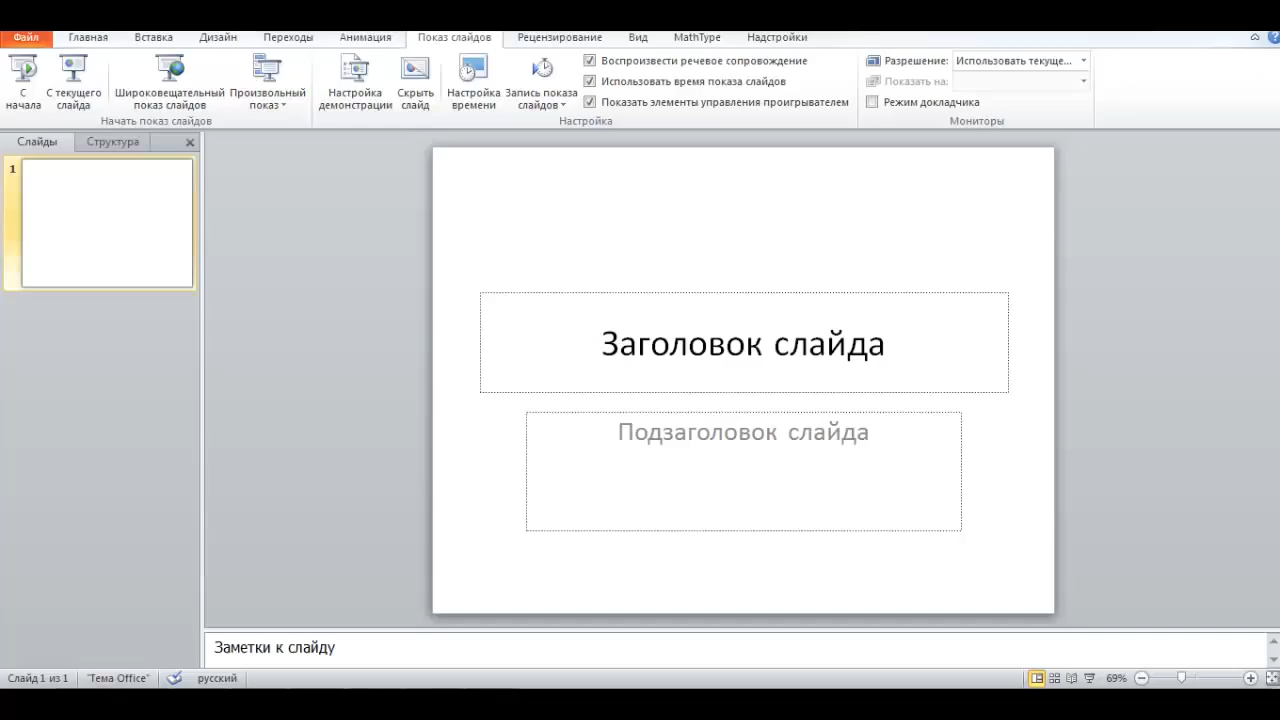 Файл Главная Вставка Дизайн Переходы Анимация Показ слайдов Рецензирование Вид MathType Надстройки
С начала
С текущего слайда
Широковещательный показ слайдов
Произвольный показ
Начать показ слайдов
Настройка демонстрации
Скрыть слайд
Настройка времени
Запись показа слайдов
Воспроизвести речевое сопровождение
Использовать время показа слайдов
Показать элементы управления проигрывателем
Настройка
Разрешение: Использовать текуще...
Показать на:
Режим докладчика
Мониторы
Слайды Структура
1
Заголовок слайда
Подзаголовок слайда
Заметки к слайду
Слайд 1 из 1 "Тема Office" русский 69%